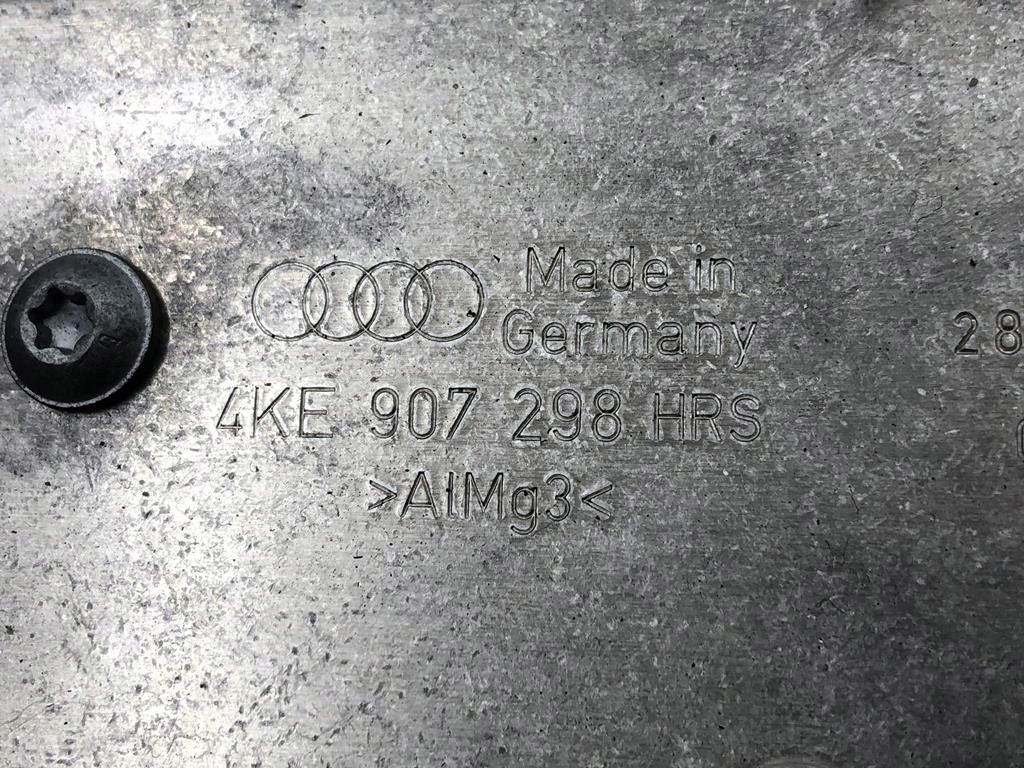 Made in
Germany
28
4KE 907 298 HRS
>AlMg3<